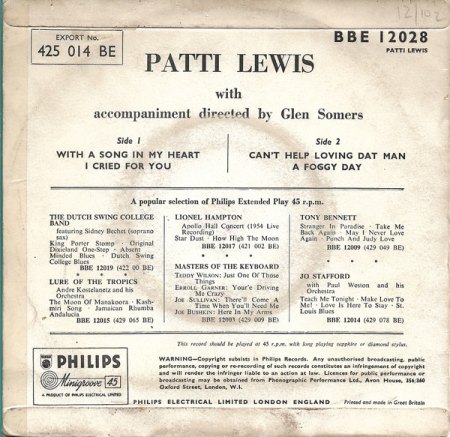 12/102
EXPORT No.
425 014 BE
BBE 12028
PATTI LEWIS
PATTI LEWIS
with
accompaniment directed by Glen Somers
Side 1
WITH A SONG IN MY HEART
I CRIED FOR YOU
Side 2
CAN'T HELP LOVING DAT MAN
A FOGGY DAY
A popular selection of Philips Extended Play 45 r.p.m.
THE DUTCH SWING COLLEGE
BAND
featuring Sidney Bechet (soprano
sax)
King Porter Stomp · Original
Dixieland One-Step · Absent
Minded Blues · Dutch Swing
College Blues
BBE 12019 (422 00 BE)
* * *
LURE OF THE TROPICS
Andre Kostelanetz and his
Orchestra
The Moon Of Manakoora · Kash-
miri Song · Jamaican Rhumba
Andalucia
BBE 12015 (429 065 BE)
LIONEL HAMPTON
Apollo Hall Concert (1954 Live
Recording)
Star Dust · How High The Moon
BBE 12017 (421 002 BE)
* * *
MASTERS OF THE KEYBOARD
TEDDY WILSON: Just One Of Those
Things
ERROLL GARNER: You're Driving
Me Crazy
JOE SULLIVAN: There'll Come A
Time When You'll Need Me
JOE BUSHKIN: Here In My Arms
BBE 12003 (429 009 BE)
TONY BENNETT
Stranger In Paradise · Take Me
Back Again · May I Never Love
Again · Punch And Judy Love
BBE 12009 (429 049 BE)
* * *
JO STAFFORD
with Paul Weston and his
Orchestra
Teach Me Tonight · Make Love To
Me! · Love Is Here To Stay · St.
Louis Blues
BBE 12014 (429 078 BE)
This record should be played at 45 r.p.m. with long playing sapphire or diamond stylus.
PHILIPS
Minigroove 45
A PRODUCT OF PHILIPS ELECTRICAL LIMITED
WARNING—Copyright subsists in Philips Records. Any unauthorised broadcasting, public
performance, copying or re-recording of such records constitutes an infringement of copyright
and will render the infringer liable to an action at law. Licences for public performance or
broadcasting may be obtained from Phonographic Performance Ltd., Avon House, 356/360
Oxford Street, London, W.1.
PHILIPS ELECTRICAL LIMITED LONDON ENGLAND
Printed and made in Great Britain